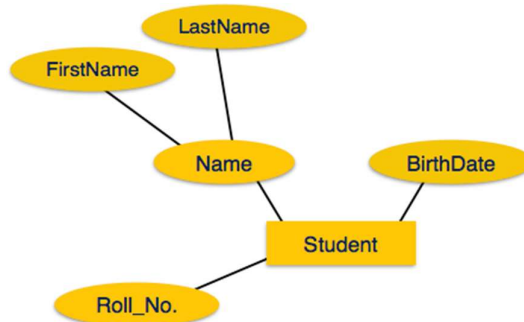 LastName
FirstName
Name
BirthDate
Student
Roll_No.